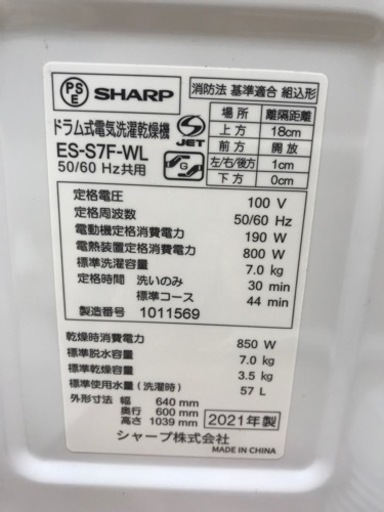 PSE SHARP
ドラム式電気洗濯乾燥機
ES-S7F-WL
50/60 Hz共用
S-JET
G
消防法 基準適合 組込形
場所 離隔距離
上方 18cm
前方 開放
左/右/後方 1cm
下方 0cm
定格電圧 100 V
定格周波数 50/60 Hz
電動機定格消費電力 190 W
電熱装置定格消費電力 800 W
標準洗濯容量 7.0 kg
定格時間 洗いのみ 30 min
標準コース 44 min
製造番号 1011569
乾燥時消費電力 850 W
標準脱水容量 7.0 kg
標準乾燥容量 3.5 kg
標準使用水量(洗濯時) 57 L
外形寸法 幅 640 mm
奥行 600 mm
高さ 1039 mm
2021年製
シャープ株式会社
MADE IN CHINA